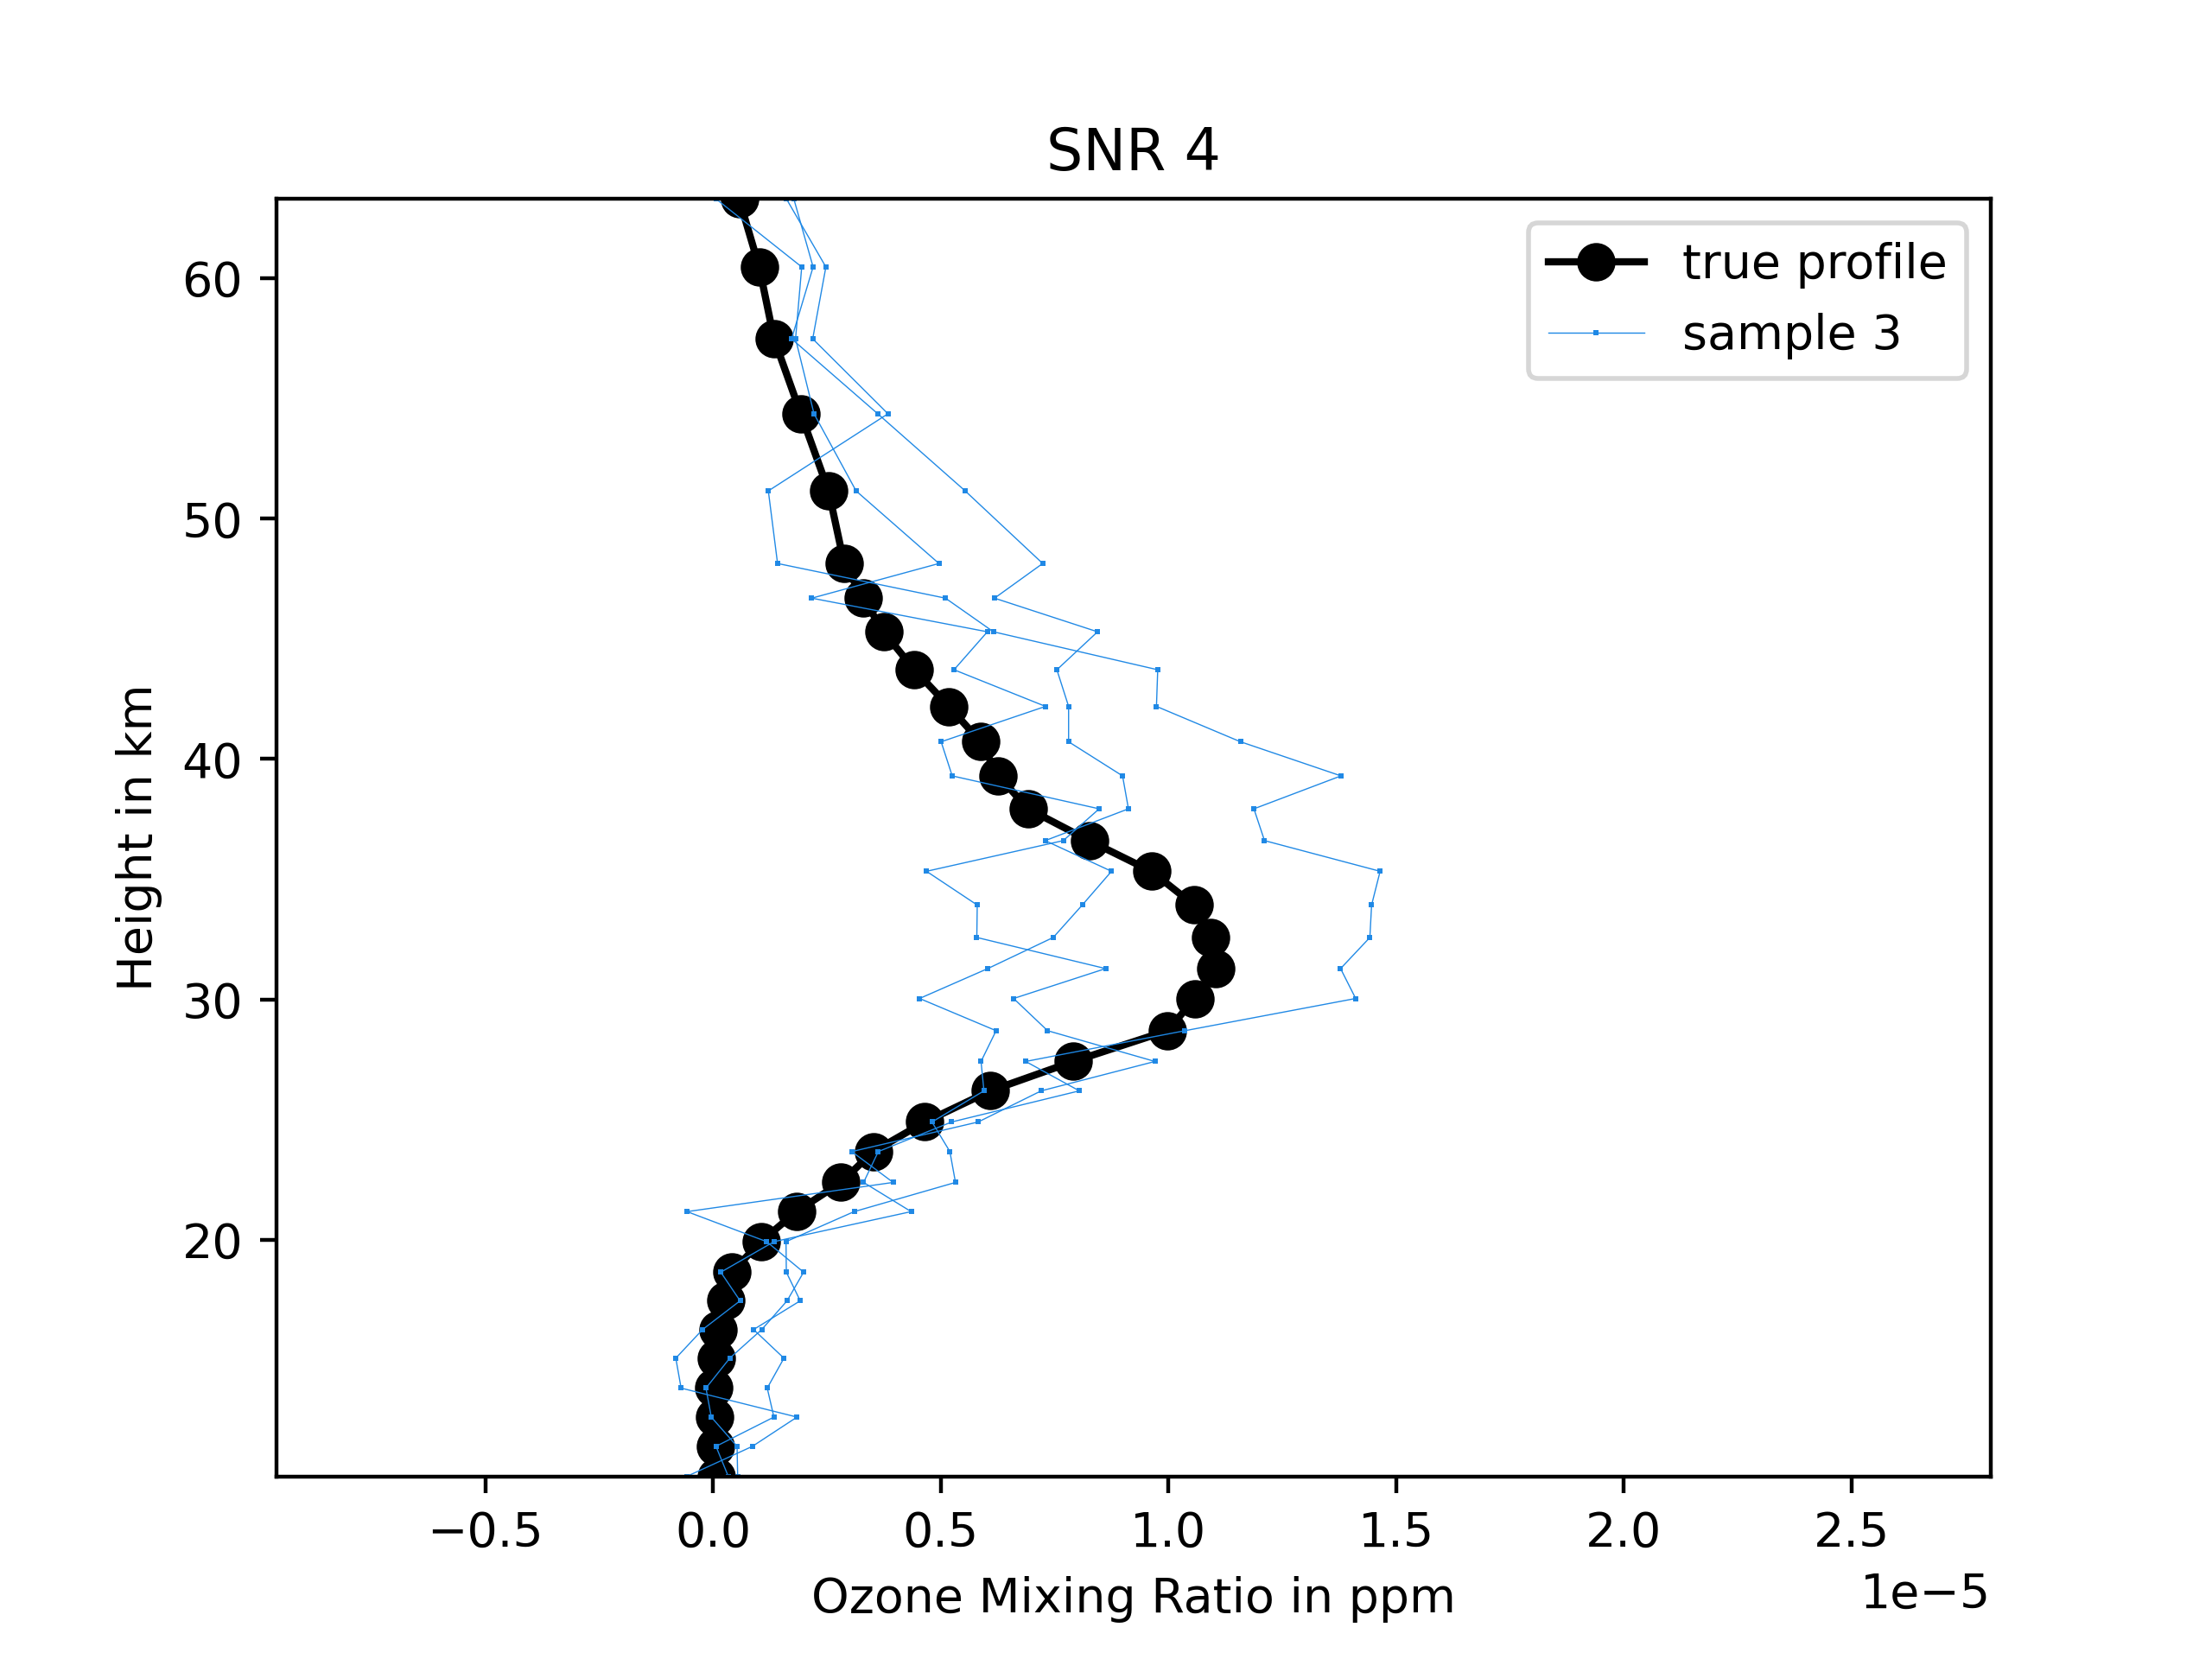 SNR 4
true profile
sample 3
60
50
40
30
20
Height in km
−0.5 0.0 0.5 1.0 1.5 2.0 2.5
1e−5
Ozone Mixing Ratio in ppm